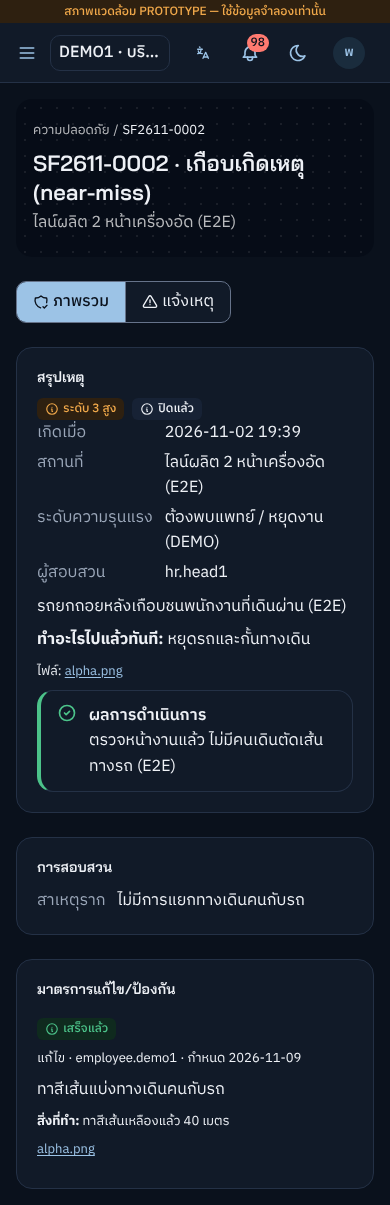 สภาพแวดล้อม PROTOTYPE — ใช้ข้อมูลจำลองเท่านั้น
DEMO1 · บริ...
98
W
ความปลอดภัย / SF2611-0002
SF2611-0002 · เกือบเกิดเหตุ
(near-miss)
ไลน์ผลิต 2 หน้าเครื่องอัด (E2E)
ภาพรวม
แจ้งเหตุ
สรุปเหตุ
ระดับ 3 สูง
ปิดแล้ว
เกิดเมื่อ 2026-11-02 19:39
สถานที่ ไลน์ผลิต 2 หน้าเครื่องอัด
(E2E)
ระดับความรุนแรง ต้องพบแพทย์ / หยุดงาน
(DEMO)
ผู้สอบสวน hr.head1
รถยกถอยหลังเกือบชนพนักงานที่เดินผ่าน (E2E)
ทำอะไรไปแล้วทันที: หยุดรถและกั้นทางเดิน
ไฟล์: alpha.png
ผลการดำเนินการ
ตรวจหน้างานแล้ว ไม่มีคนเดินตัดเส้น
ทางรถ (E2E)
การสอบสวน
สาเหตุราก ไม่มีการแยกทางเดินคนกับรถ
มาตรการแก้ไข/ป้องกัน
เสร็จแล้ว
แก้ไข · employee.demo1 · กำหนด 2026-11-09
ทาสีเส้นแบ่งทางเดินคนกับรถ
สิ่งที่ทำ: ทาสีเส้นเหลืองแล้ว 40 เมตร
alpha.png